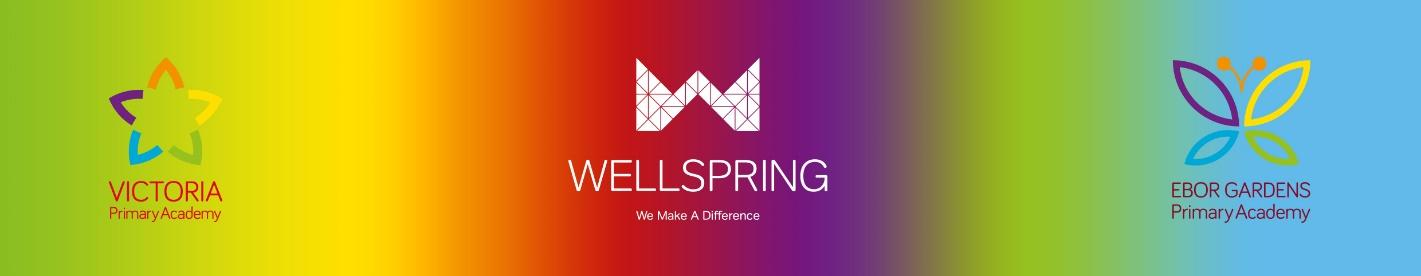 VICTORIA
Primary Academy
WELLSPRING
We Make A Difference
EBOR GARDENS
Primary Academy